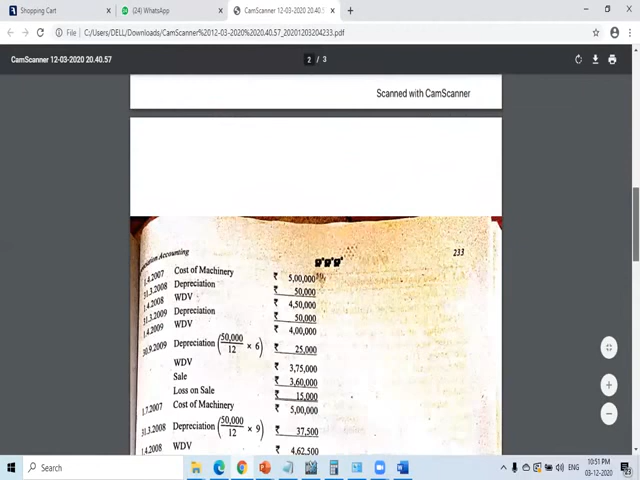 Shopping Cart
(24) WhatsApp
CamScanner 12-03-2020 20.40.5
File | C:/Users/DELL/Downloads/CamScanner%2012-03-2020%2020.40.57_20201203204233.pdf
CamScanner 12-03-2020 20.40.57
2 / 3
Scanned with CamScanner
Accounting
233
1.4.2007 Cost of Machinery ₹ 5,00,000
31.3.2008 Depreciation ₹ 50,000
1.4.2008 WDV ₹ 4,50,000
31.3.2009 Depreciation ₹ 50,000
1.4.2009 WDV ₹ 4,00,000
30.9.2009 Depreciation (50,000/12 × 6) ₹ 25,000
WDV ₹ 3,75,000
Sale ₹ 3,60,000
Loss on Sale ₹ 15,000
1.7.2007 Cost of Machinery ₹ 5,00,000
31.3.2008 Depreciation (50,000/12 × 9) ₹ 37,500
1.4.2008 WDV ₹ 4,62,500
Search
ENG
10:51 PM
03-12-2020